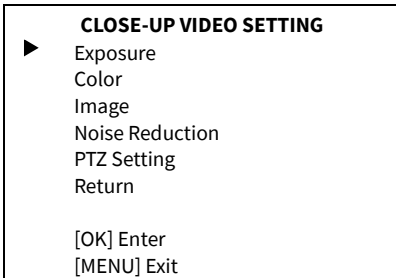 CLOSE-UP VIDEO SETTING
Exposure
Color
Image
Noise Reduction
PTZ Setting
Return
[OK] Enter
[MENU] Exit